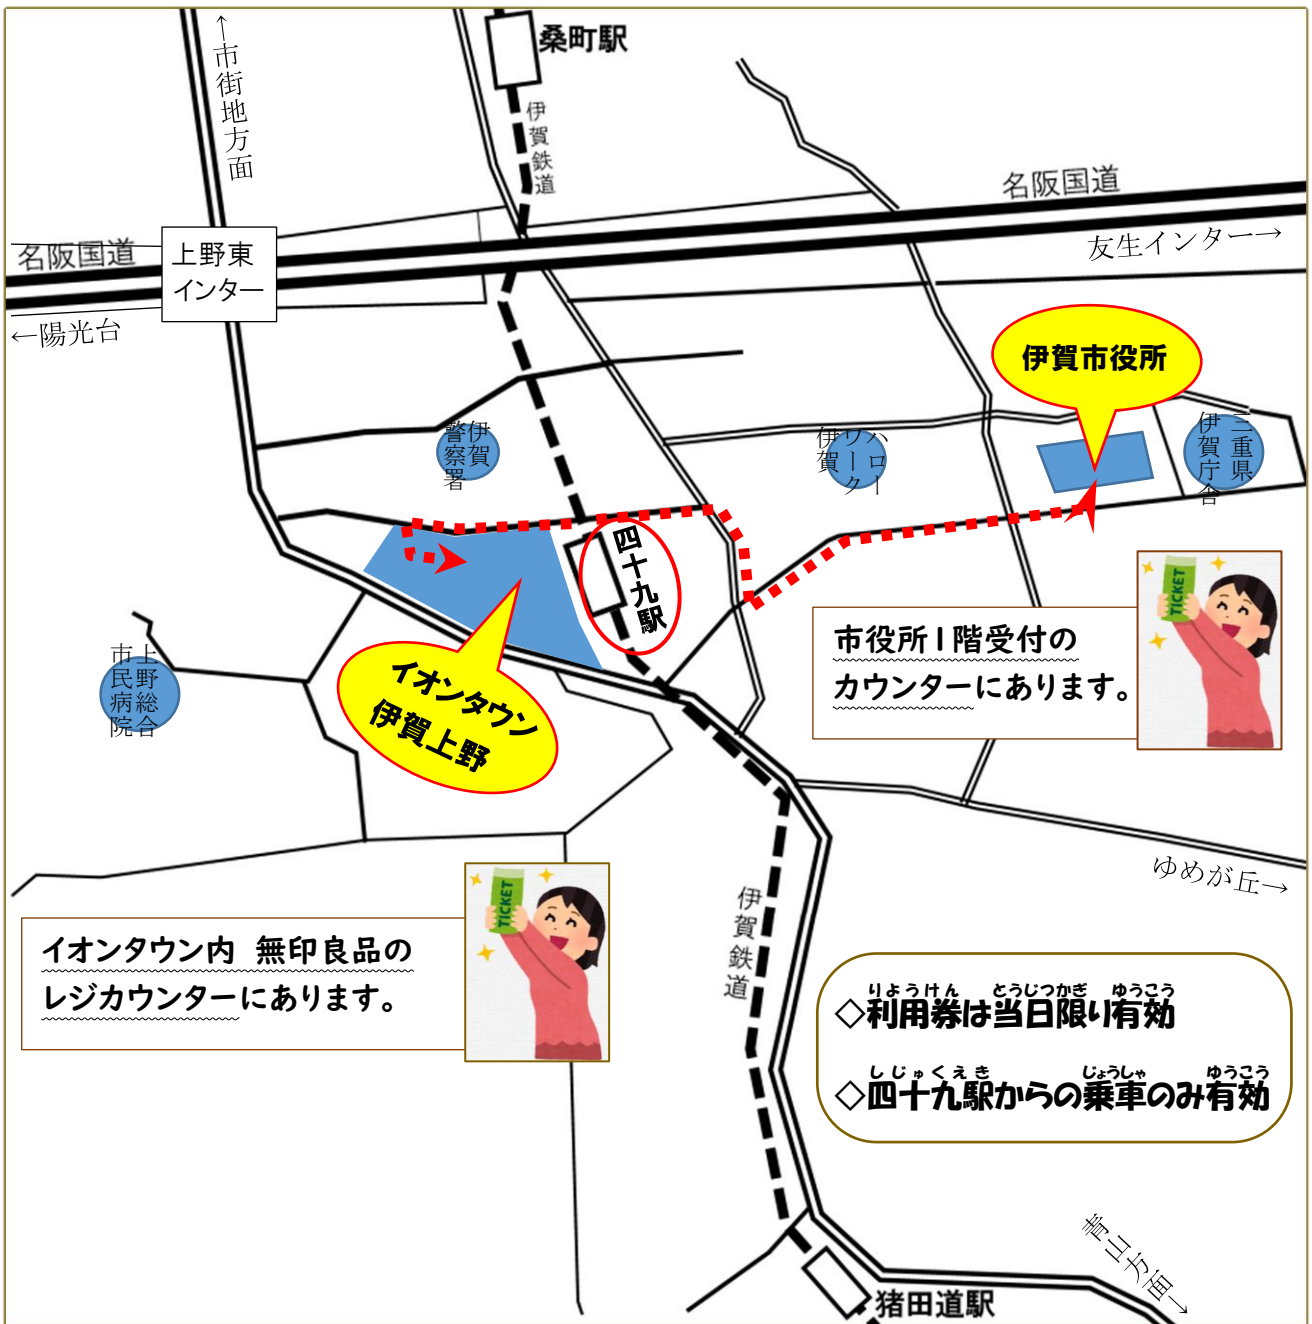 ←市街地方面
桑町駅
伊賀鉄道
名阪国道
友生インター→
名阪国道
上野東
インター
←陽光台
伊賀市役所
伊賀
警察署
ハロー
ワーク
伊賀
三重県
伊賀庁舎
四十九駅
上野総合
市民病院
イオンタウン
伊賀上野
市役所1階受付の
カウンターにあります。
TICKET
ゆめが丘→
TICKET
イオンタウン内 無印良品の
レジカウンターにあります。
伊賀鉄道
りようけん とうじつかぎ ゆうこう
◇利用券は当日限り有効
しじゅくえき じょうしゃ ゆうこう
◇四十九駅からの乗車のみ有効
青山方面→
猪田道駅